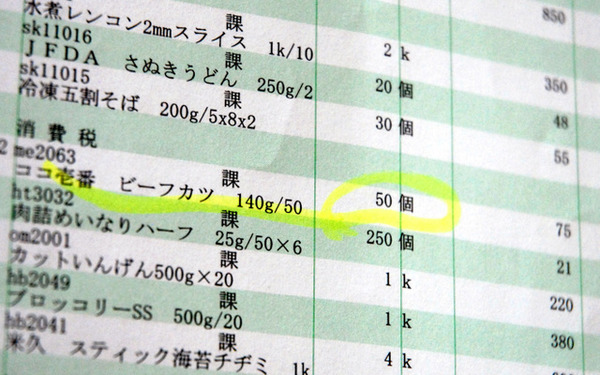 水煮レンコン2mmスライス 1k/10 2 k 850
課
sk11016
ＪＦＤＡ さぬきうどん 250g/2 20 個 350
課
sk11015
冷凍五割そば 200g/5x8x2 30 個 48
課
消費税 55
2 me2063
ココ壱番 ビーフカツ 140g/50 50 個 75
課
ht3032
肉詰めいなりハーフ 25g/50×6 250 個 21
課
om2001
カットいんげん500g×20 1 k 220
課
hb2049
ブロッコリーSS 500g/20 1 k 380
課
hb2041
米久 スティック海苔チヂミ 1k 4 k